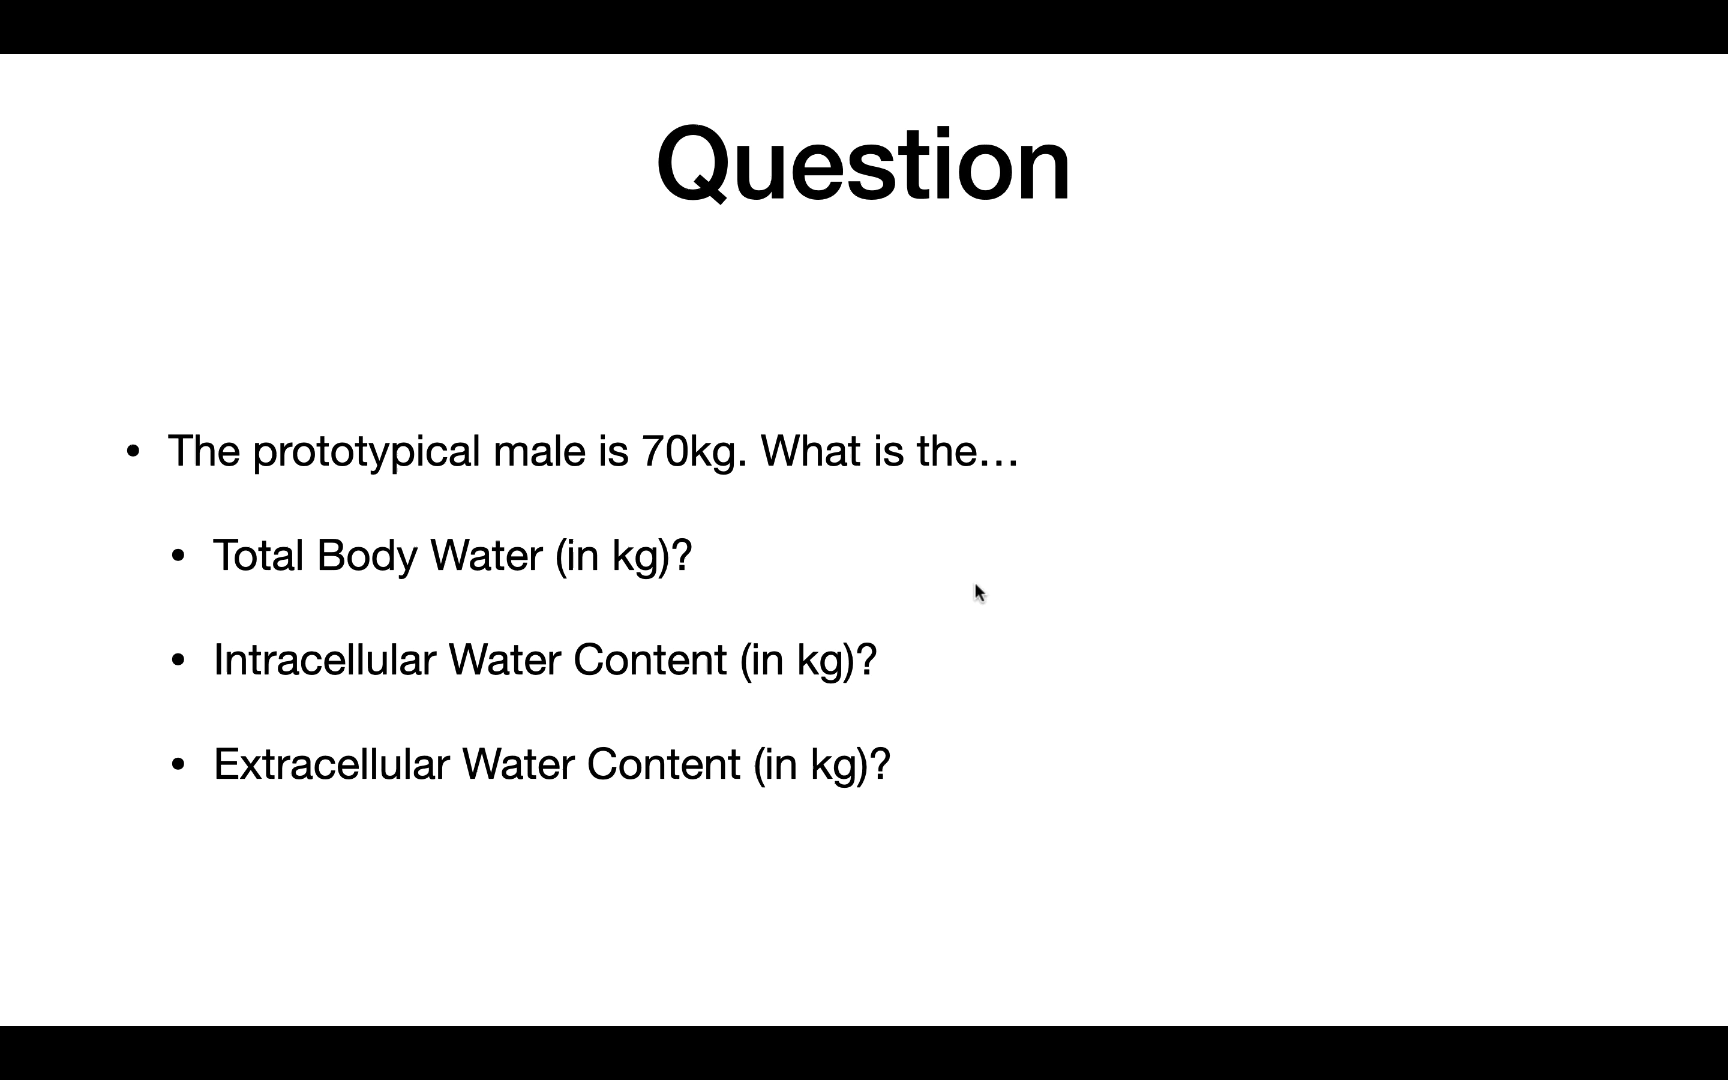 Question
• The prototypical male is 70kg. What is the…
• Total Body Water (in kg)?
• Intracellular Water Content (in kg)?
• Extracellular Water Content (in kg)?